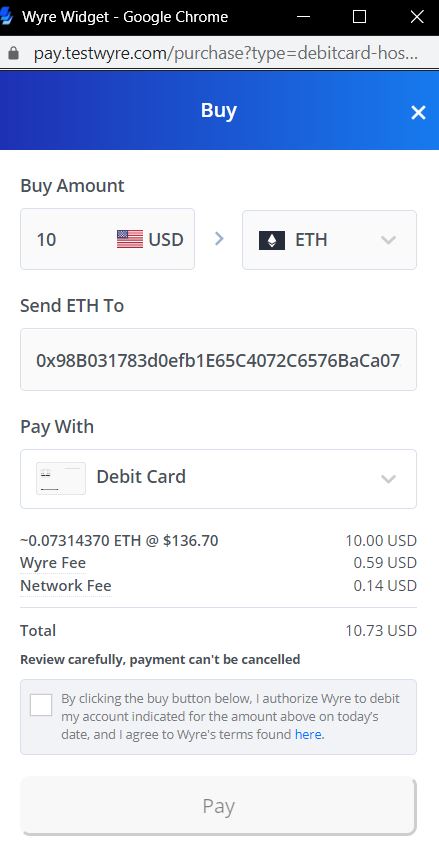 Wyre Widget - Google Chrome
pay.testwyre.com/purchase?type=debitcard-hos...
Buy
Buy Amount
10 USD ETH
Send ETH To
0x98B031783d0efb1E65C4072C6576BaCa07
Pay With
Debit Card
~0.07314370 ETH @ $136.70 10.00 USD
Wyre Fee 0.59 USD
Network Fee 0.14 USD
Total 10.73 USD
Review carefully, payment can't be cancelled
By clicking the buy button below, I authorize Wyre to debit
my account indicated for the amount above on today's
date, and I agree to Wyre's terms found here.
Pay